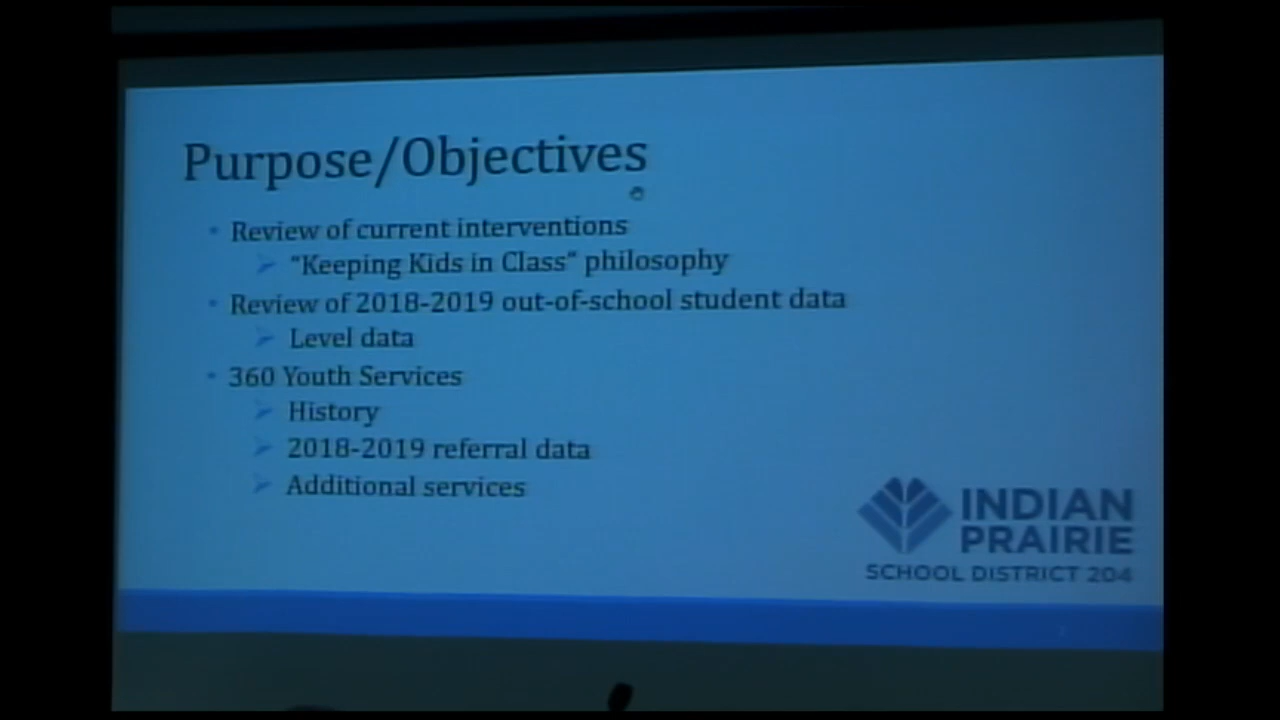 Purpose/Objectives
• Review of current interventions
➤ "Keeping Kids in Class" philosophy
• Review of 2018-2019 out-of-school student data
➤ Level data
• 360 Youth Services
➤ History
➤ 2018-2019 referral data
➤ Additional services
INDIAN
PRAIRIE
SCHOOL DISTRICT 204